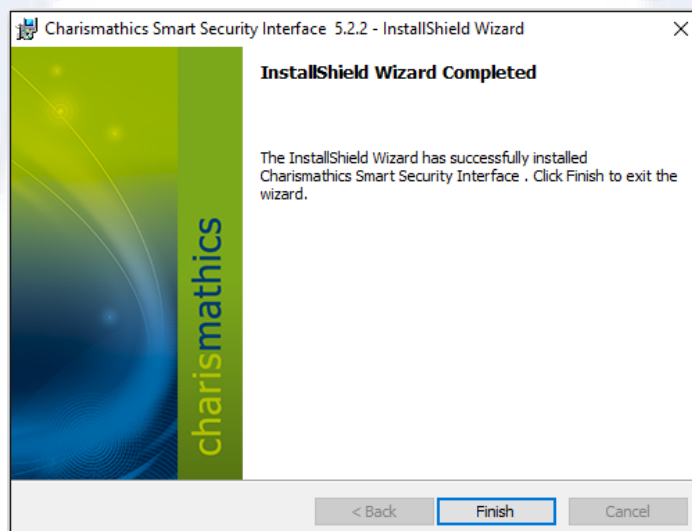 Charismathics Smart Security Interface 5.2.2 - InstallShield Wizard
InstallShield Wizard Completed
The InstallShield Wizard has successfully installed
Charismathics Smart Security Interface . Click Finish to exit the
wizard.
charismathics
< Back
Finish
Cancel